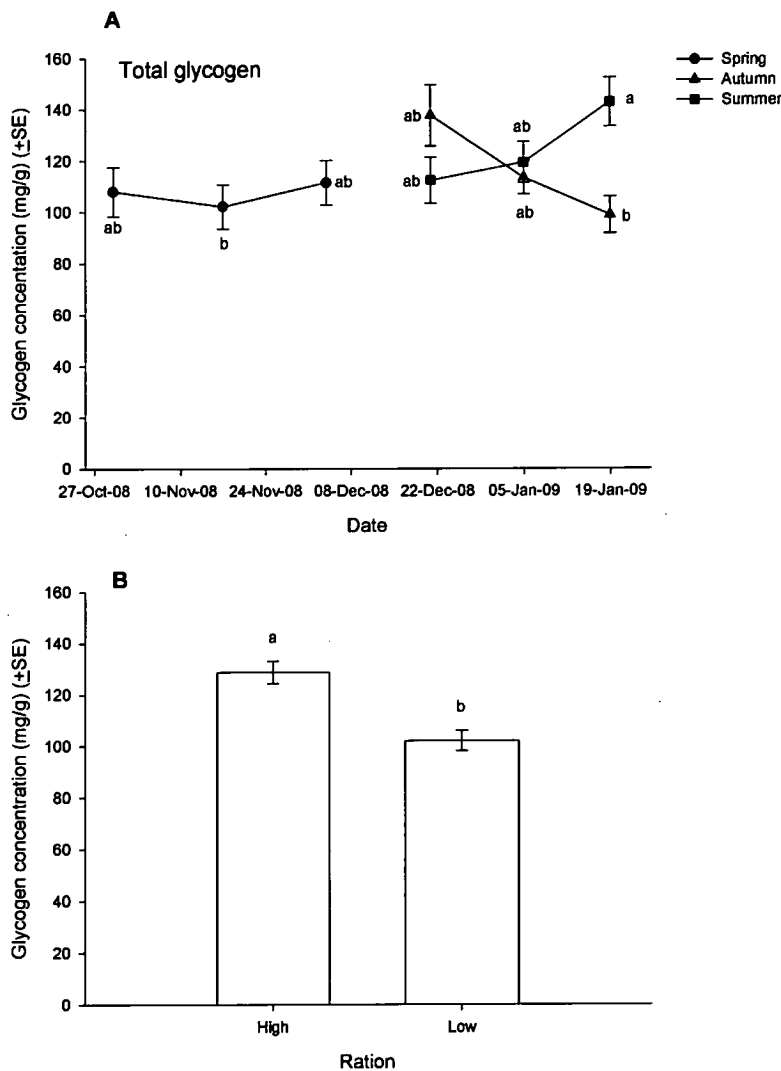 A
Total glycogen
Spring
Autumn
Summer
Glycogen concentation (mg/g) (+SE)
160
140
120
100
80
60
40
20
0
ab
b
ab
ab
ab
ab
ab
a
b
27-Oct-08 10-Nov-08 24-Nov-08 08-Dec-08 22-Dec-08 05-Jan-09 19-Jan-09
Date
B
Glycogen concentration (mg/g) (+SE)
160
140
120
100
80
60
40
20
0
a
b
High Low
Ration